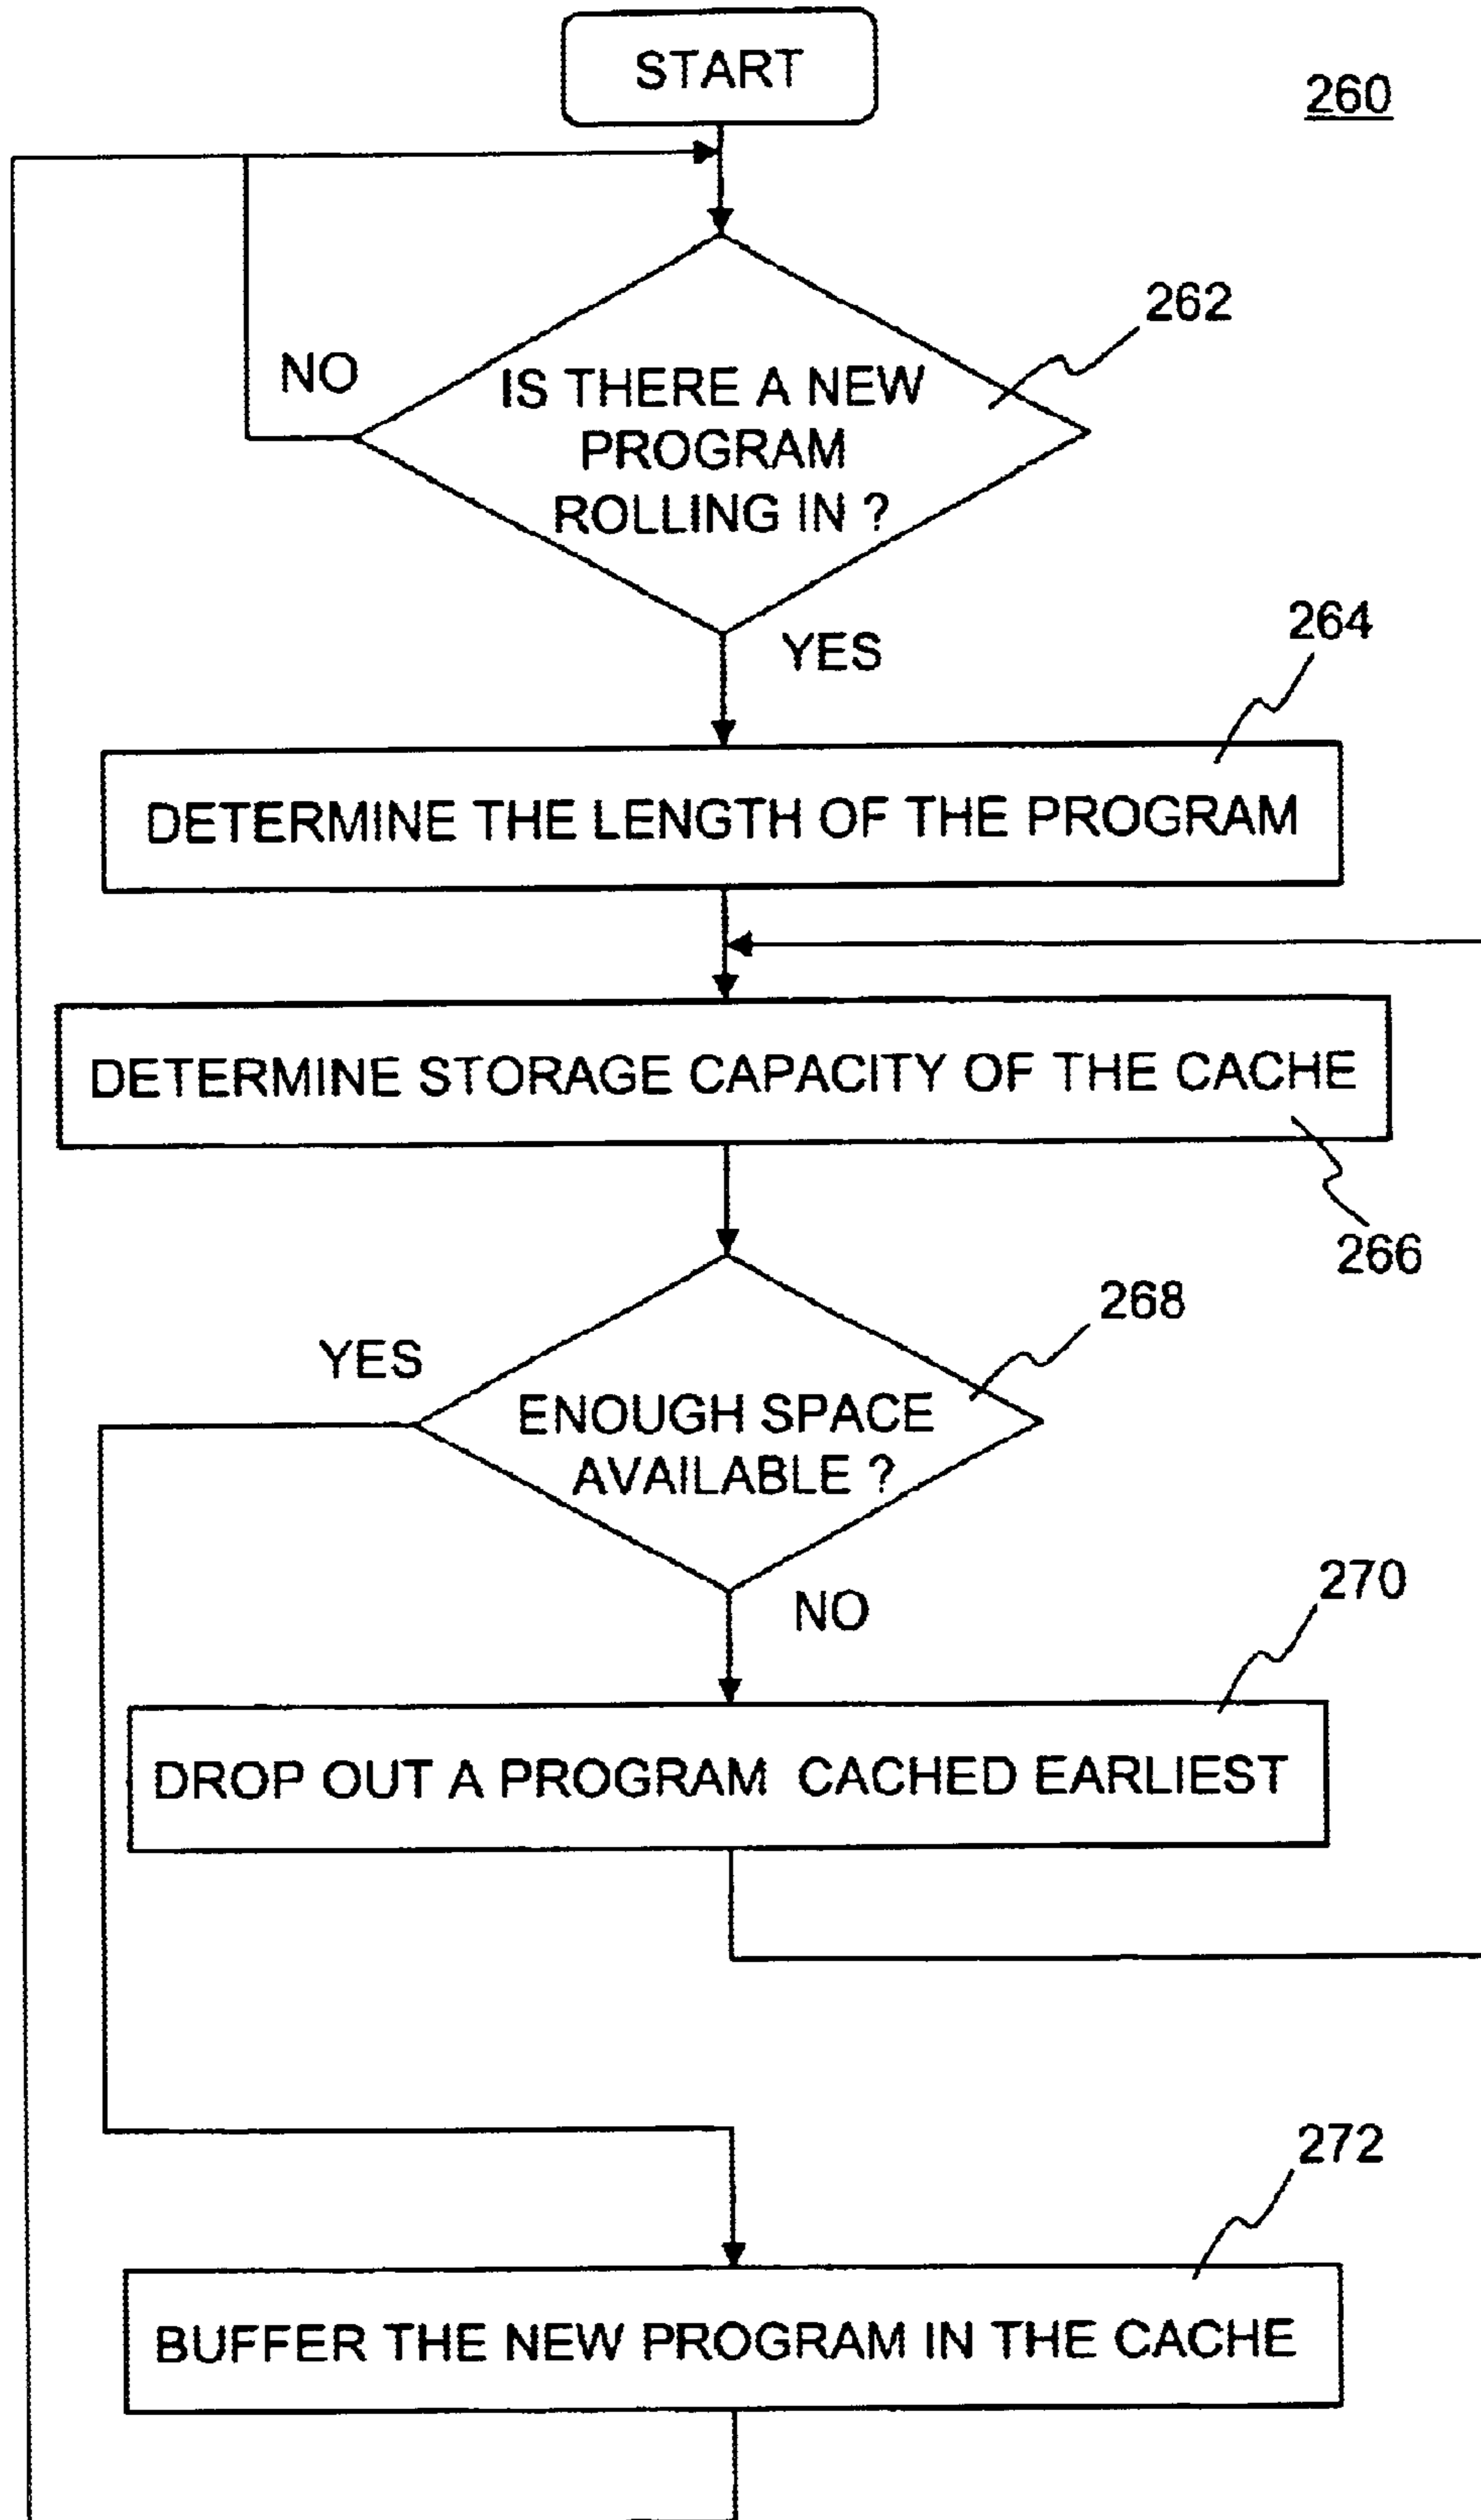 START
260
262
NO
IS THERE A NEW
PROGRAM
ROLLING IN ?
264
YES
DETERMINE THE LENGTH OF THE PROGRAM
DETERMINE STORAGE CAPACITY OF THE CACHE
266
268
YES
ENOUGH SPACE
AVAILABLE ?
270
NO
DROP OUT A PROGRAM CACHED EARLIEST
272
BUFFER THE NEW PROGRAM IN THE CACHE